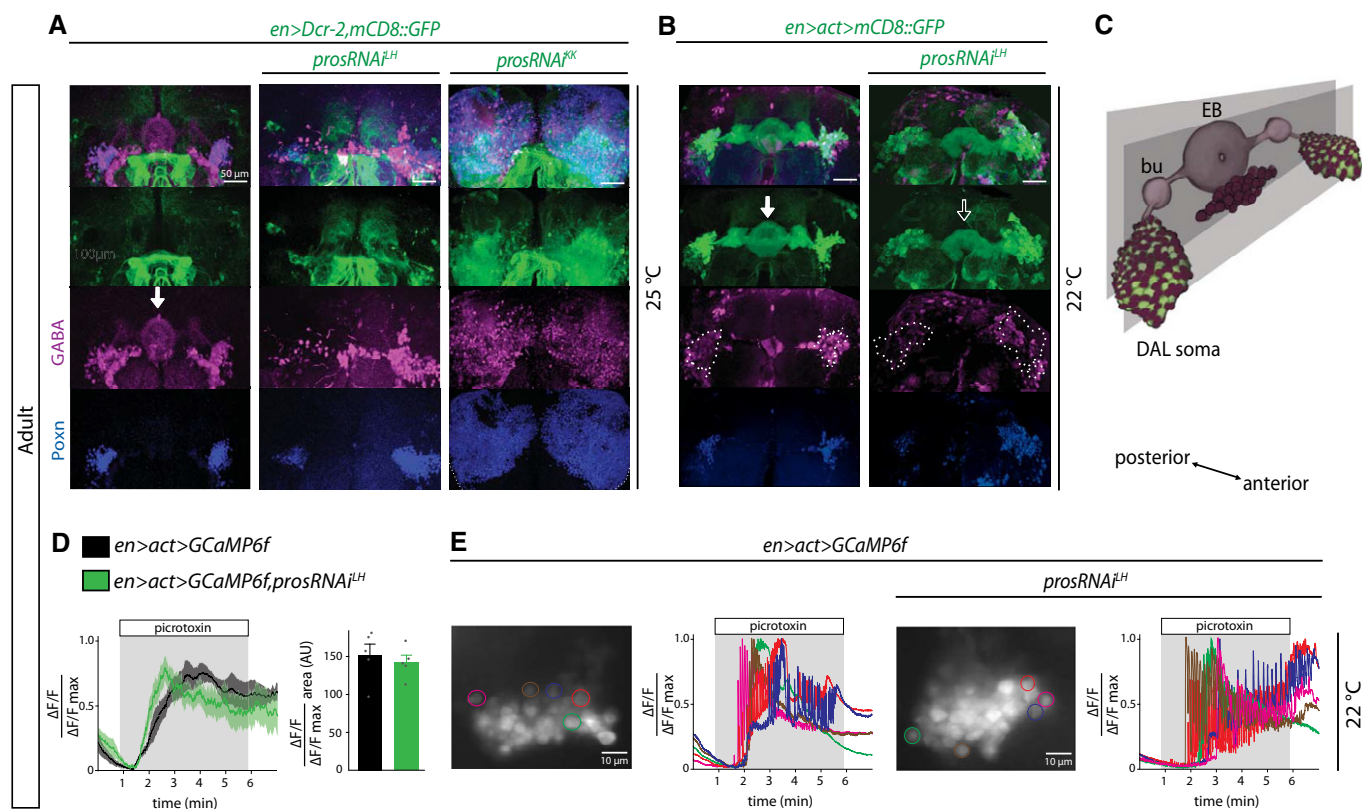 A
en>Dcr-2,mCD8::GFP
prosRNAi^LH
prosRNAi^KK
B
en>act>mCD8::GFP
prosRNAi^LH
C
Adult
GABA
Poxn
50 µm
100µm
25 °C
22 °C
EB
bu
DAL soma
posterior
anterior
D
en>act>GCaMP6f
en>act>GCaMP6f,prosRNAi^LH
picrotoxin
1.0
0.5
0
ΔF/F
ΔF/F max
1 2 3 4 5 6
time (min)
150
100
50
0
ΔF/F
ΔF/F max area (AU)
E
en>act>GCaMP6f
prosRNAi^LH
10 µm
picrotoxin
1.0
0.5
0
ΔF/F
ΔF/F max
1 2 3 4 5 6
time (min)
10 µm
picrotoxin
1.0
0.5
0
ΔF/F
ΔF/F max
1 2 3 4 5 6
time (min)
22 °C